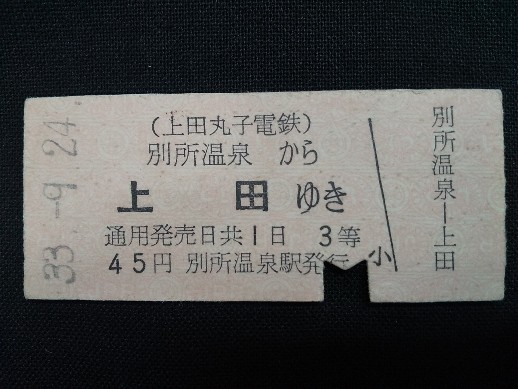 33.-9.24
(上田丸子電鉄)
別所温泉 から
上田 ゆき
通用発売日共1日 3等
45円 別所温泉駅発行
小
別所温泉—上田